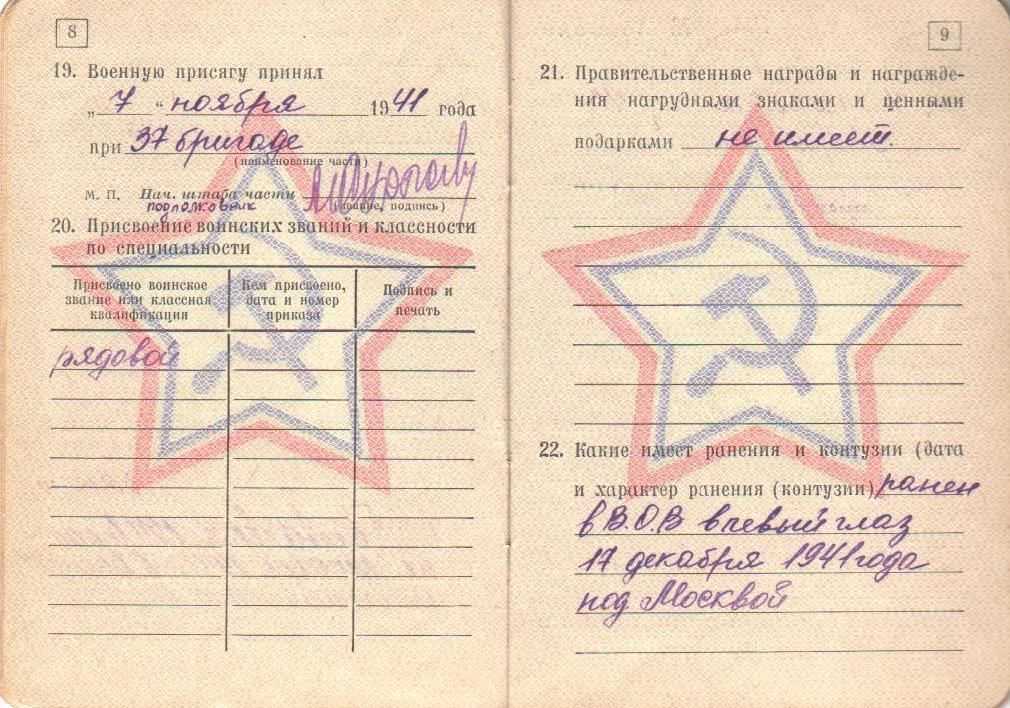 8
19. Военную присягу принял
„ 7 “ ноября 1941 года
при 37 бригаде
(наименование части)
М. П. Нач. штаба части
подполковник (звание, подпись)
20. Присвоение воинских званий и классности
по специальности
Присвоено воинское
звание или классная
квалификация
Кем присвоено,
дата и номер
приказа
Подпись и
печать
рядовой
9
21. Правительственные награды и награжде-
ния нагрудными знаками и ценными
подарками не имеет.
22. Какие имеет ранения и контузии (дата
и характер ранения (контузии) ранен
в В.О.В в левый глаз
17 декабря 1941 года
под Москвой